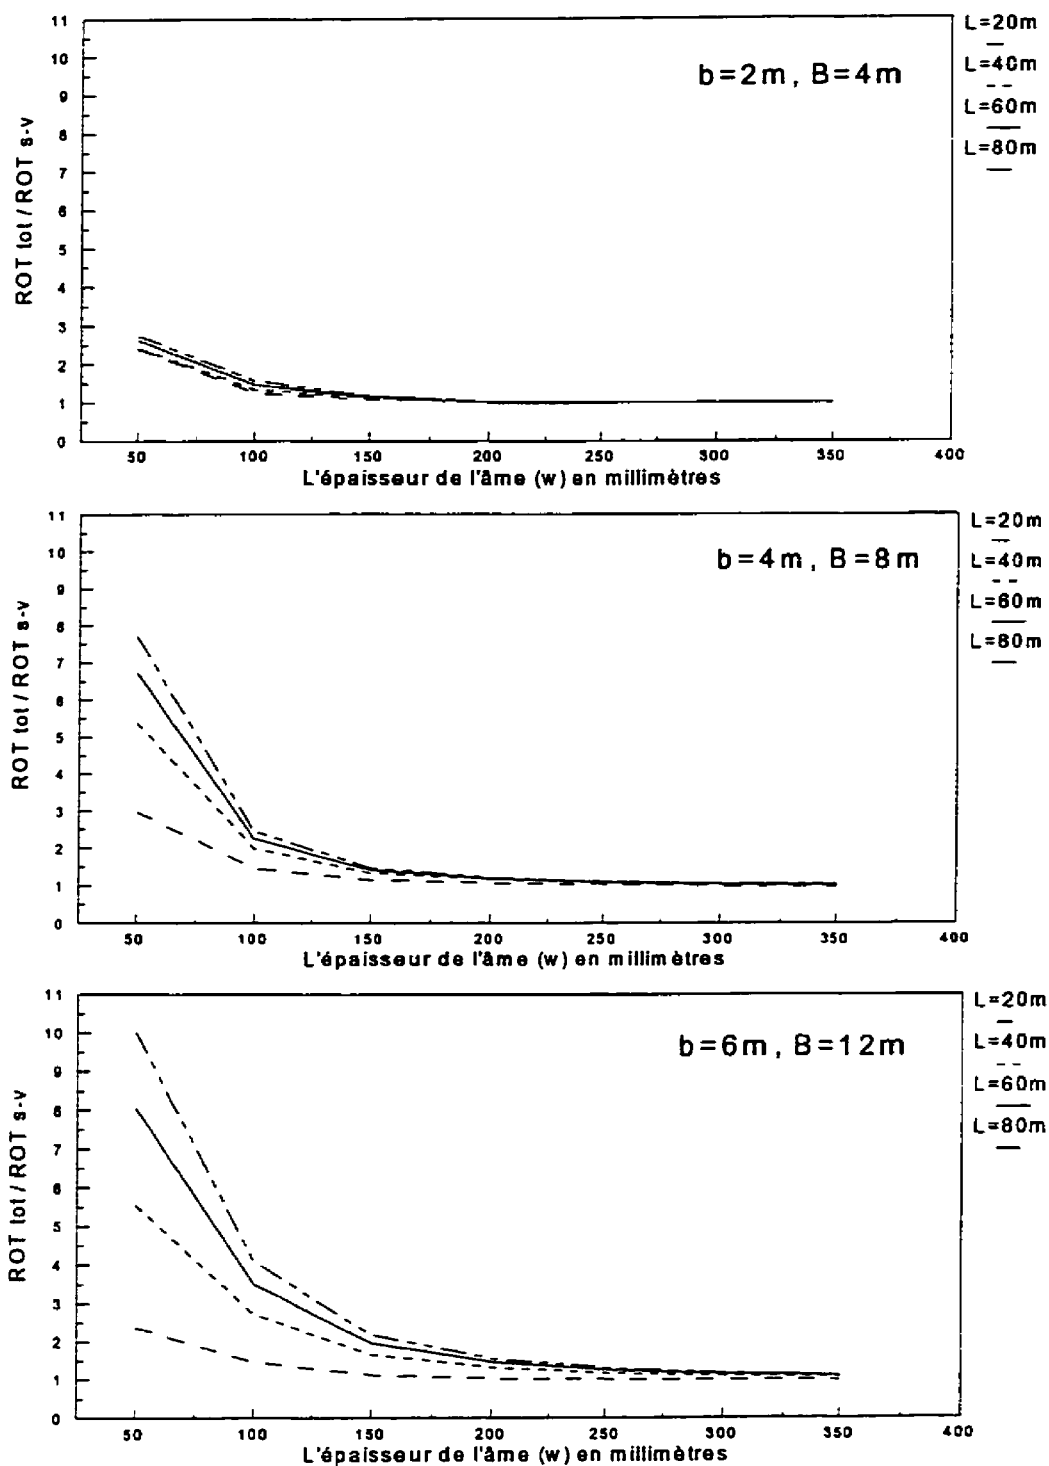 11
10
9
8
7
6
5
4
3
2
1
0
ROT tot / ROT s-v
b=2m, B=4m
L=20m
L=40m
L=60m
L=80m
50 100 150 200 250 300 350 400
L'épaisseur de l'âme (w) en millimètres
11
10
9
8
7
6
5
4
3
2
1
0
ROT tot / ROT s-v
b=4m, B=8m
L=20m
L=40m
L=60m
L=80m
50 100 150 200 250 300 350 400
L'épaisseur de l'âme (w) en millimètres
11
10
9
8
7
6
5
4
3
2
1
0
ROT tot / ROT s-v
b=6m, B=12m
L=20m
L=40m
L=60m
L=80m
50 100 150 200 250 300 350 400
L'épaisseur de l'âme (w) en millimètres